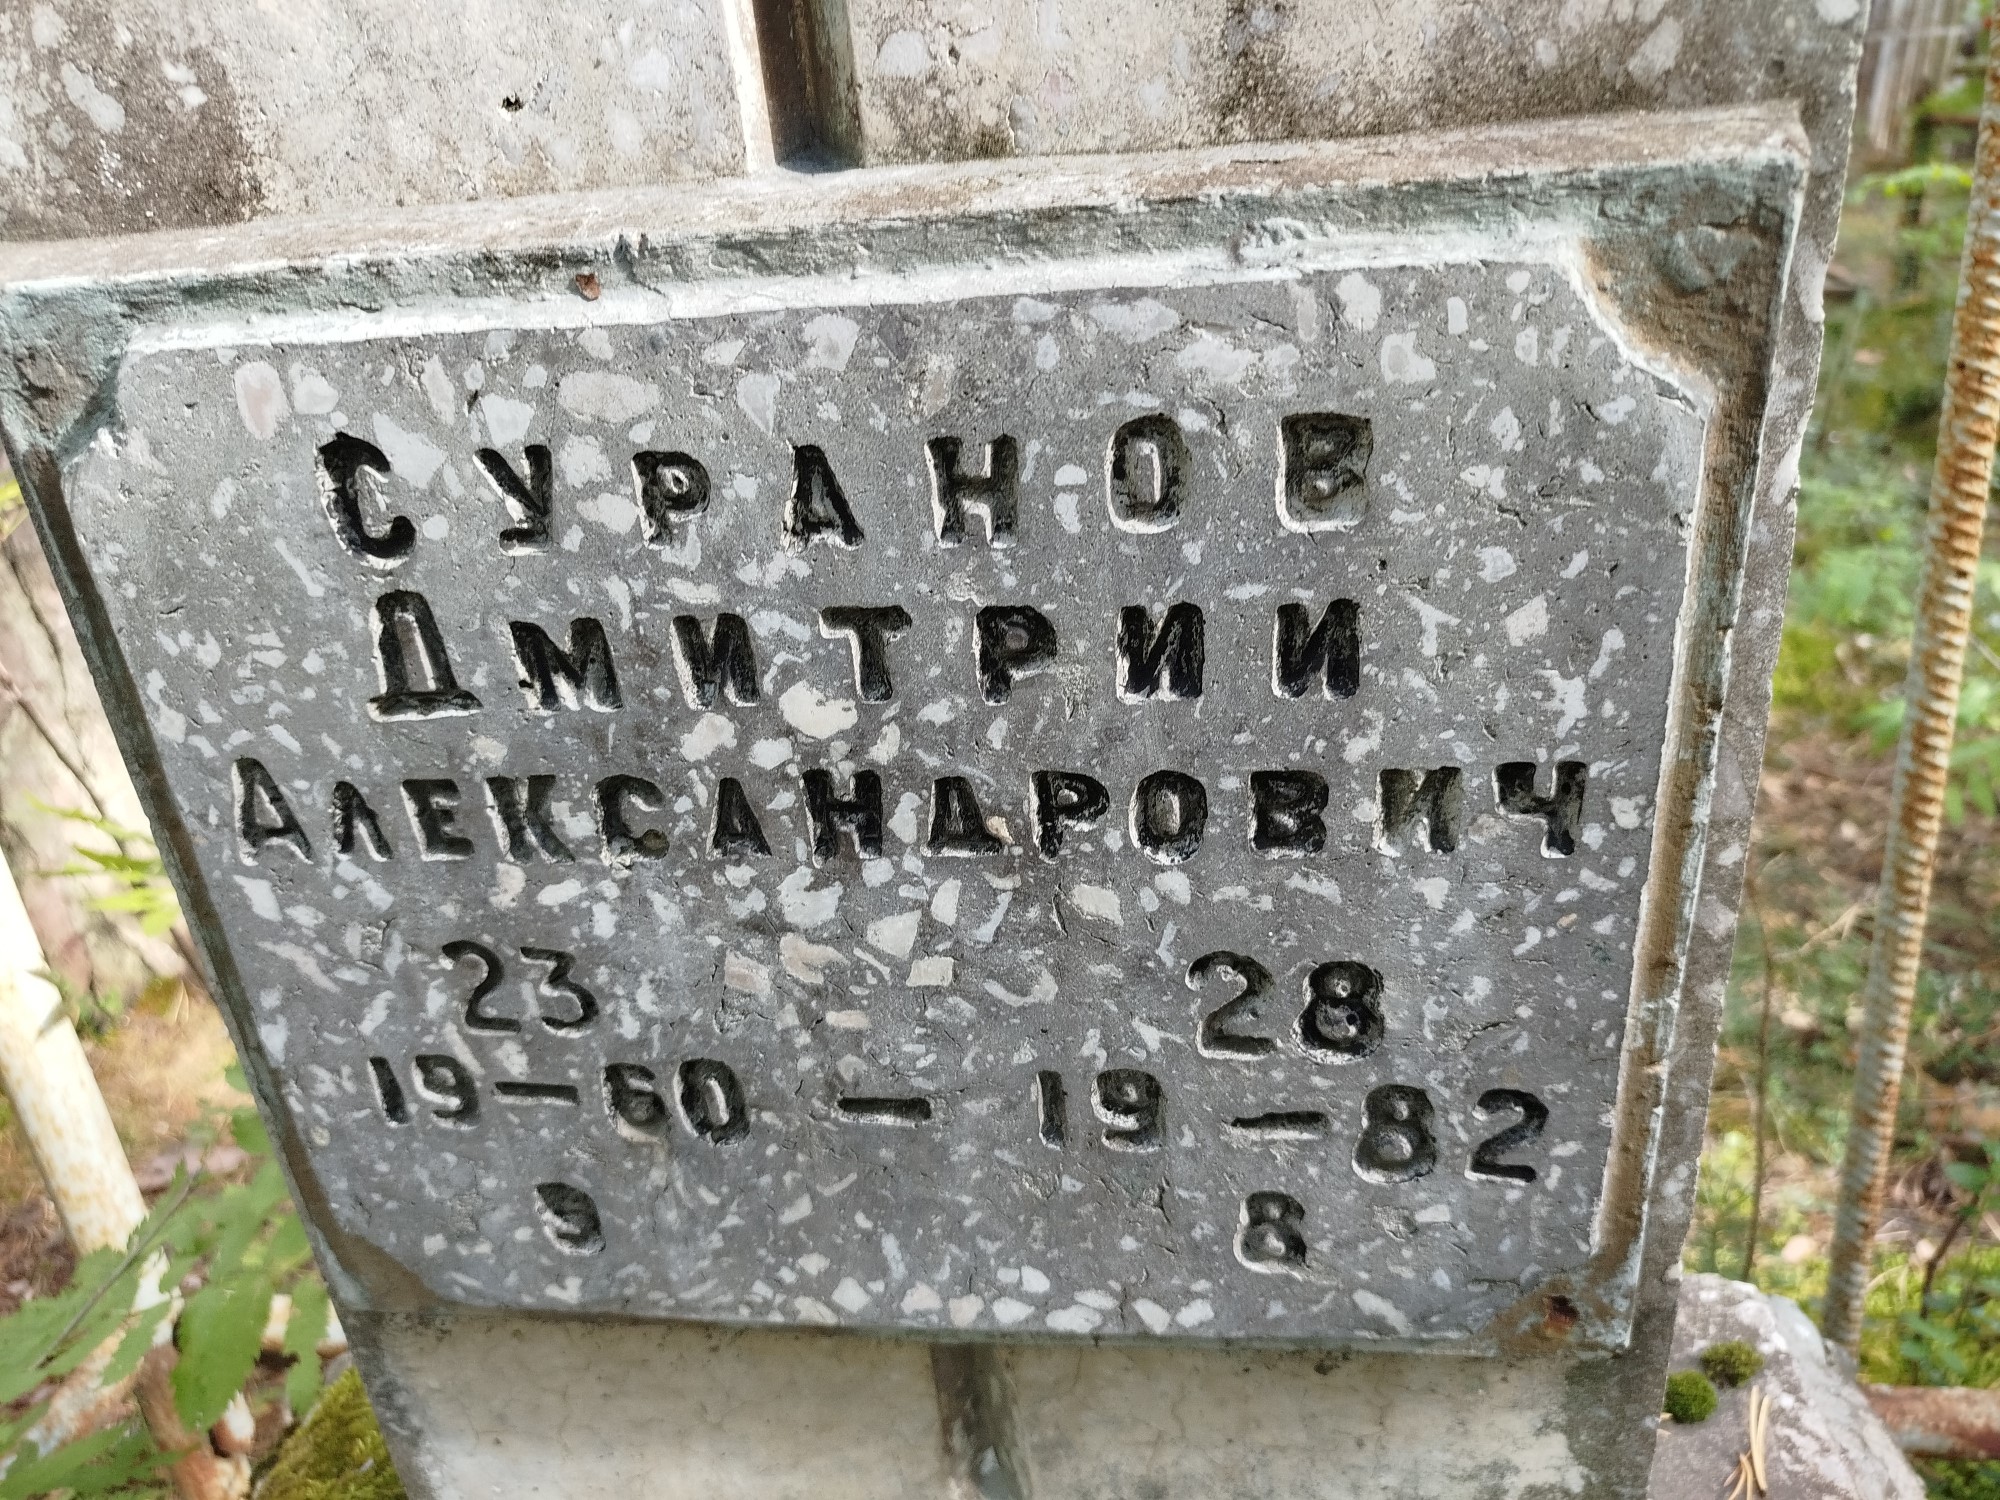 СУРАНОВ
ДМИТРИИ
АЛЕКСАНДРОВИЧ
23 28
19—60 — 19—82
9 8